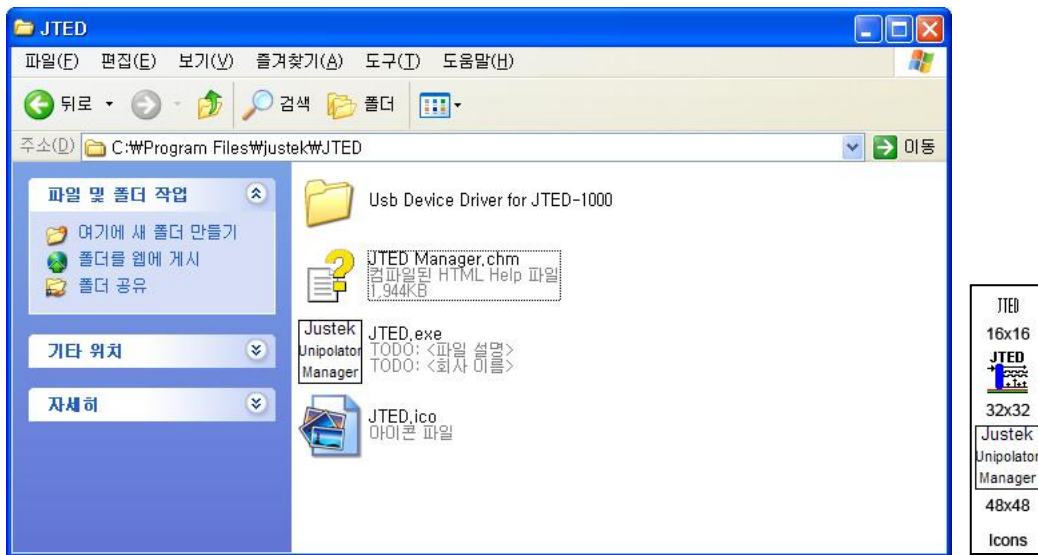 JTED
파일(F) 편집(E) 보기(V) 즐겨찾기(A) 도구(T) 도움말(H)
뒤로 검색 폴더
주소(D) C:₩Program Files₩justek₩JTED 이동
파일 및 폴더 작업
여기에 새 폴더 만들기
폴더를 웹에 게시
폴더 공유
기타 위치
자세히
Usb Device Driver for JTED-1000
JTED Manager.chm
컴파일된 HTML Help 파일
1,944KB
Justek
Unipolator
Manager
JTED.exe
TODO: <파일 설명>
TODO: <회사 이름>
JTED.ico
아이콘 파일
JTED
16x16
JTED
32x32
Justek
Unipolator
Manager
48x48
Icons